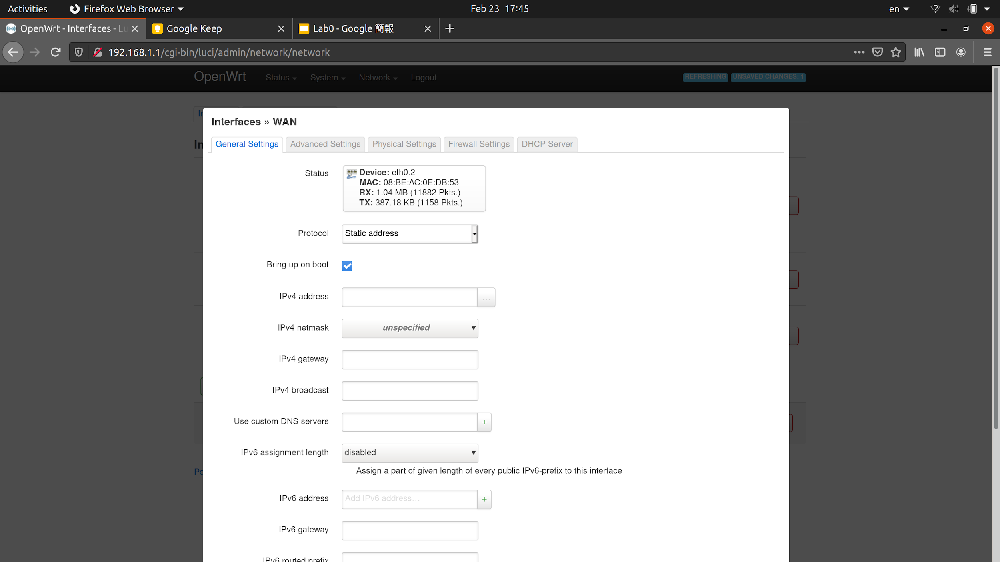 Activities
Firefox Web Browser
Feb 23 17:45
en
OpenWrt - Interfaces - Lu
Google Keep
Lab0 - Google 簡報
192.168.1.1/cgi-bin/luci/admin/network/network
OpenWrt
Status
System
Network
Logout
REFRESHING
UNSAVED CHANGES: 1
Interfaces » WAN
General Settings
Advanced Settings
Physical Settings
Firewall Settings
DHCP Server
Status
Device: eth0.2
MAC: 08:BE:AC:0E:DB:53
RX: 1.04 MB (11882 Pkts.)
TX: 387.18 KB (1158 Pkts.)
Protocol
Static address
Bring up on boot
IPv4 address
…
IPv4 netmask
unspecified
IPv4 gateway
IPv4 broadcast
Use custom DNS servers
+
IPv6 assignment length
disabled
Assign a part of given length of every public IPv6-prefix to this interface
IPv6 address
Add IPv6 address…
+
IPv6 gateway
IPv6 routed prefix